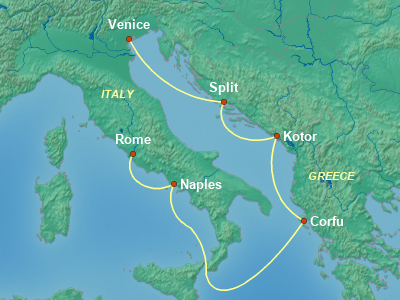 Venice
Split
ITALY
Kotor
Rome
GREECE
Naples
Corfu